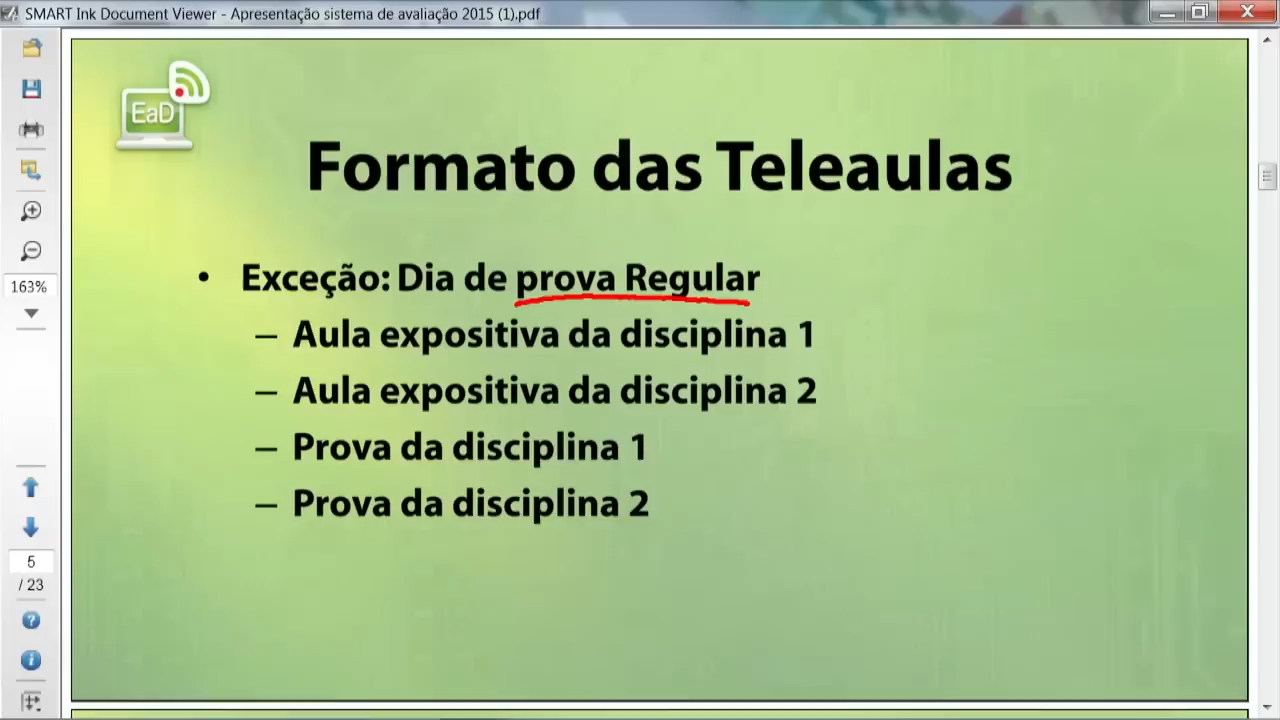 SMART Ink Document Viewer - Apresentação sistema de avaliação 2015 (1).pdf
EaD
Formato das Teleaulas
• Exceção: Dia de prova Regular
– Aula expositiva da disciplina 1
– Aula expositiva da disciplina 2
– Prova da disciplina 1
– Prova da disciplina 2
163%
5
/ 23